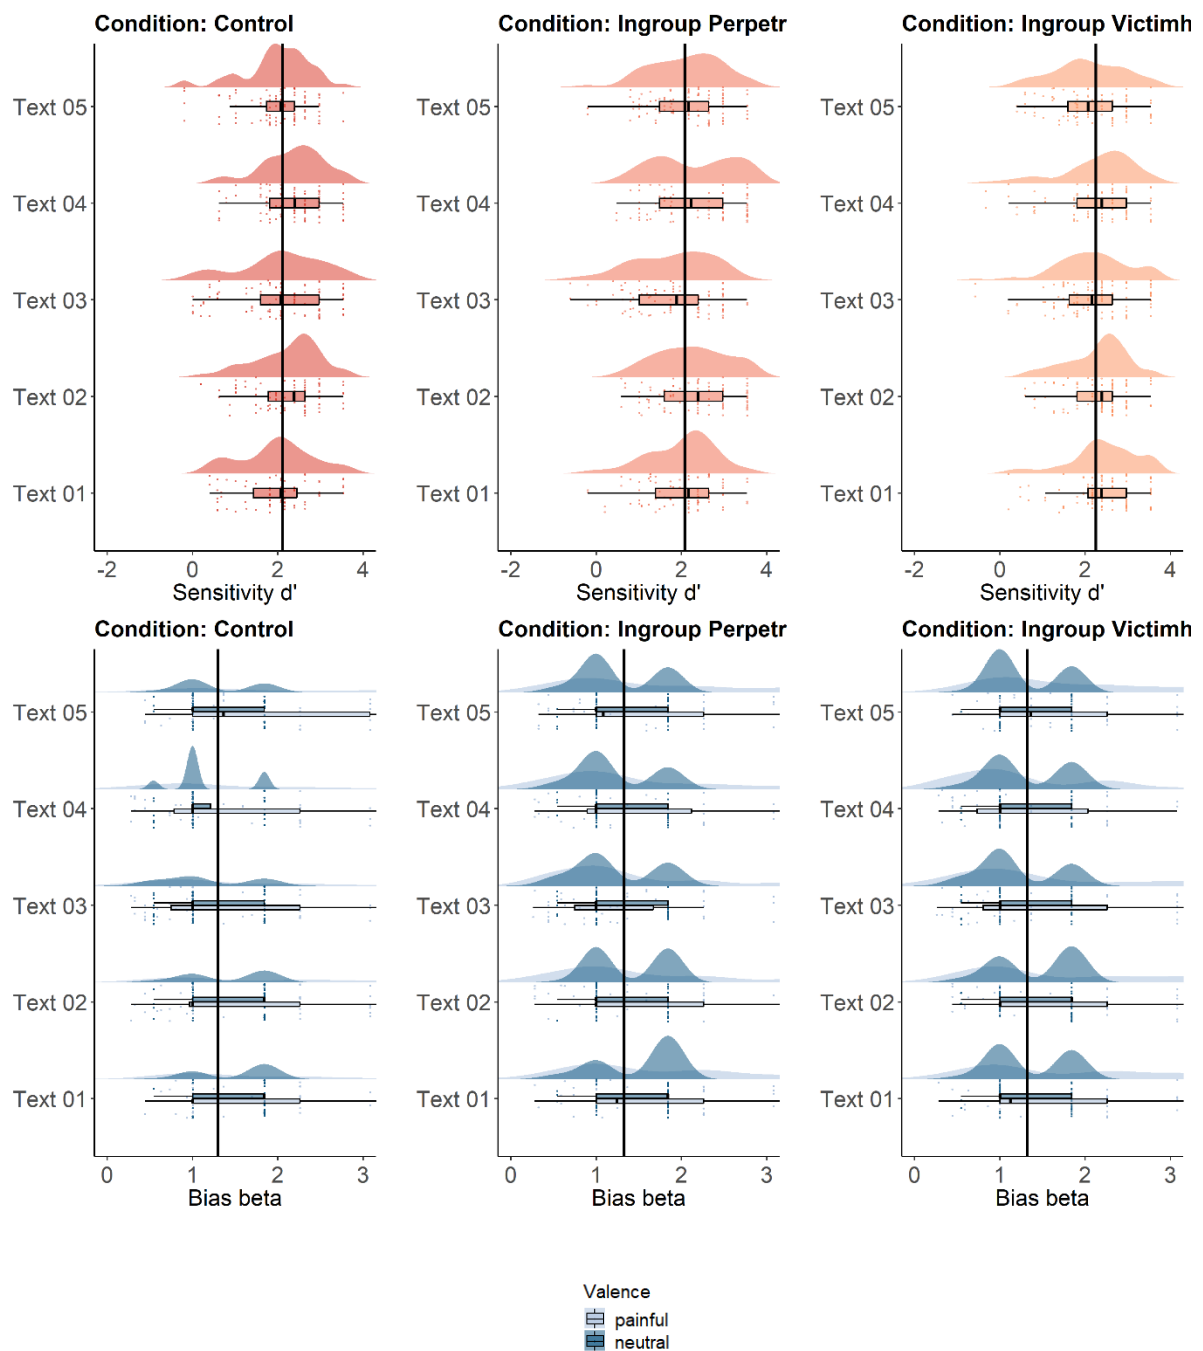 Condition: Control
Condition: Ingroup Perpetr
Condition: Ingroup Victimh
Text 05
Text 04
Text 03
Text 02
Text 01
-2 0 2 4
Sensitivity d'
Text 05
Text 04
Text 03
Text 02
Text 01
-2 0 2 4
Sensitivity d'
Text 05
Text 04
Text 03
Text 02
Text 01
-2 0 2 4
Sensitivity d'
Condition: Control
Condition: Ingroup Perpetr
Condition: Ingroup Victimh
Text 05
Text 04
Text 03
Text 02
Text 01
0 1 2 3
Bias beta
Text 05
Text 04
Text 03
Text 02
Text 01
0 1 2 3
Bias beta
Text 05
Text 04
Text 03
Text 02
Text 01
0 1 2 3
Bias beta
Valence
painful
neutral